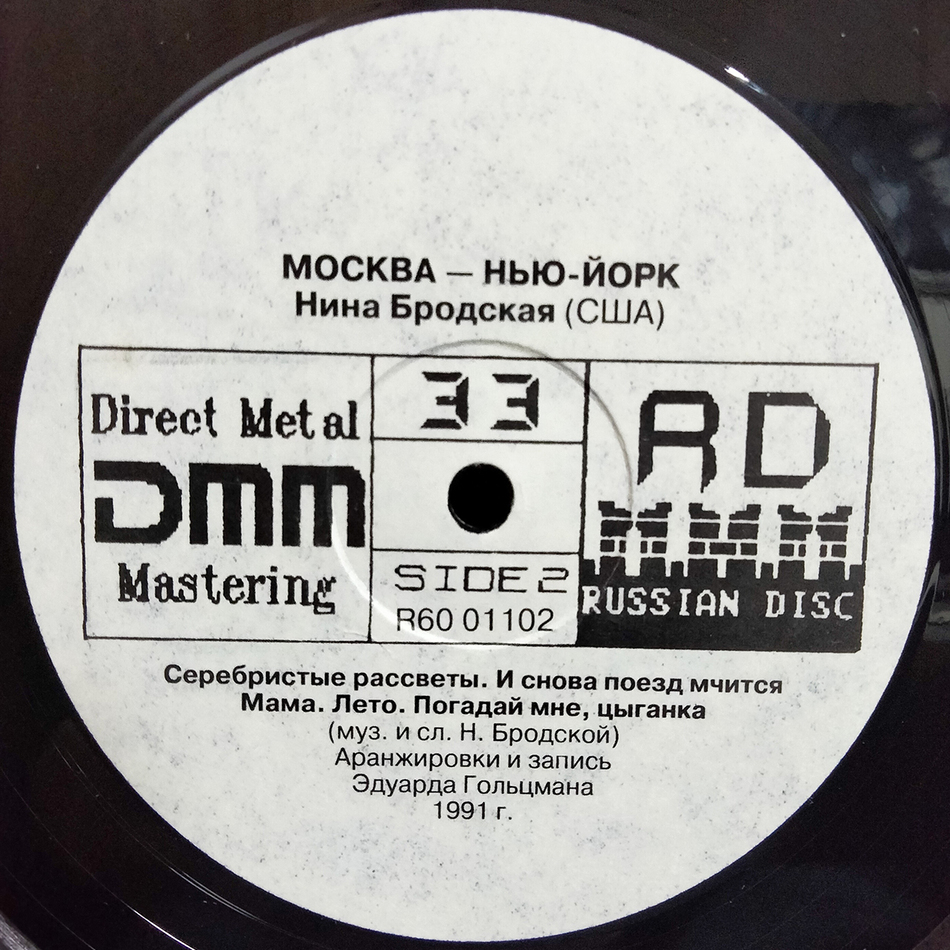 МОСКВА — НЬЮ-ЙОРК
Нина Бродская (США)
Direct Metal
DMM
Mastering
33
SIDE 2
R60 01102
RD
RUSSIAN DISC
Серебристые рассветы. И снова поезд мчится
Мама. Лето. Погадай мне, цыганка
(муз. и сл. Н. Бродской)
Аранжировки и запись
Эдуарда Гольцмана
1991 г.